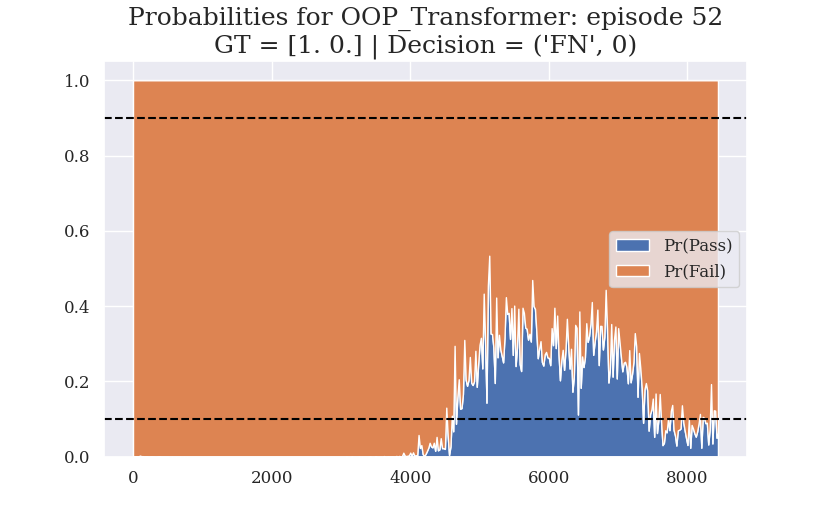 Probabilities for OOP_Transformer: episode 52
GT = [1. 0.] | Decision = ('FN', 0)
1.0
0.8
0.6
0.4
0.2
0.0
Pr(Pass)
Pr(Fail)
0
2000
4000
6000
8000